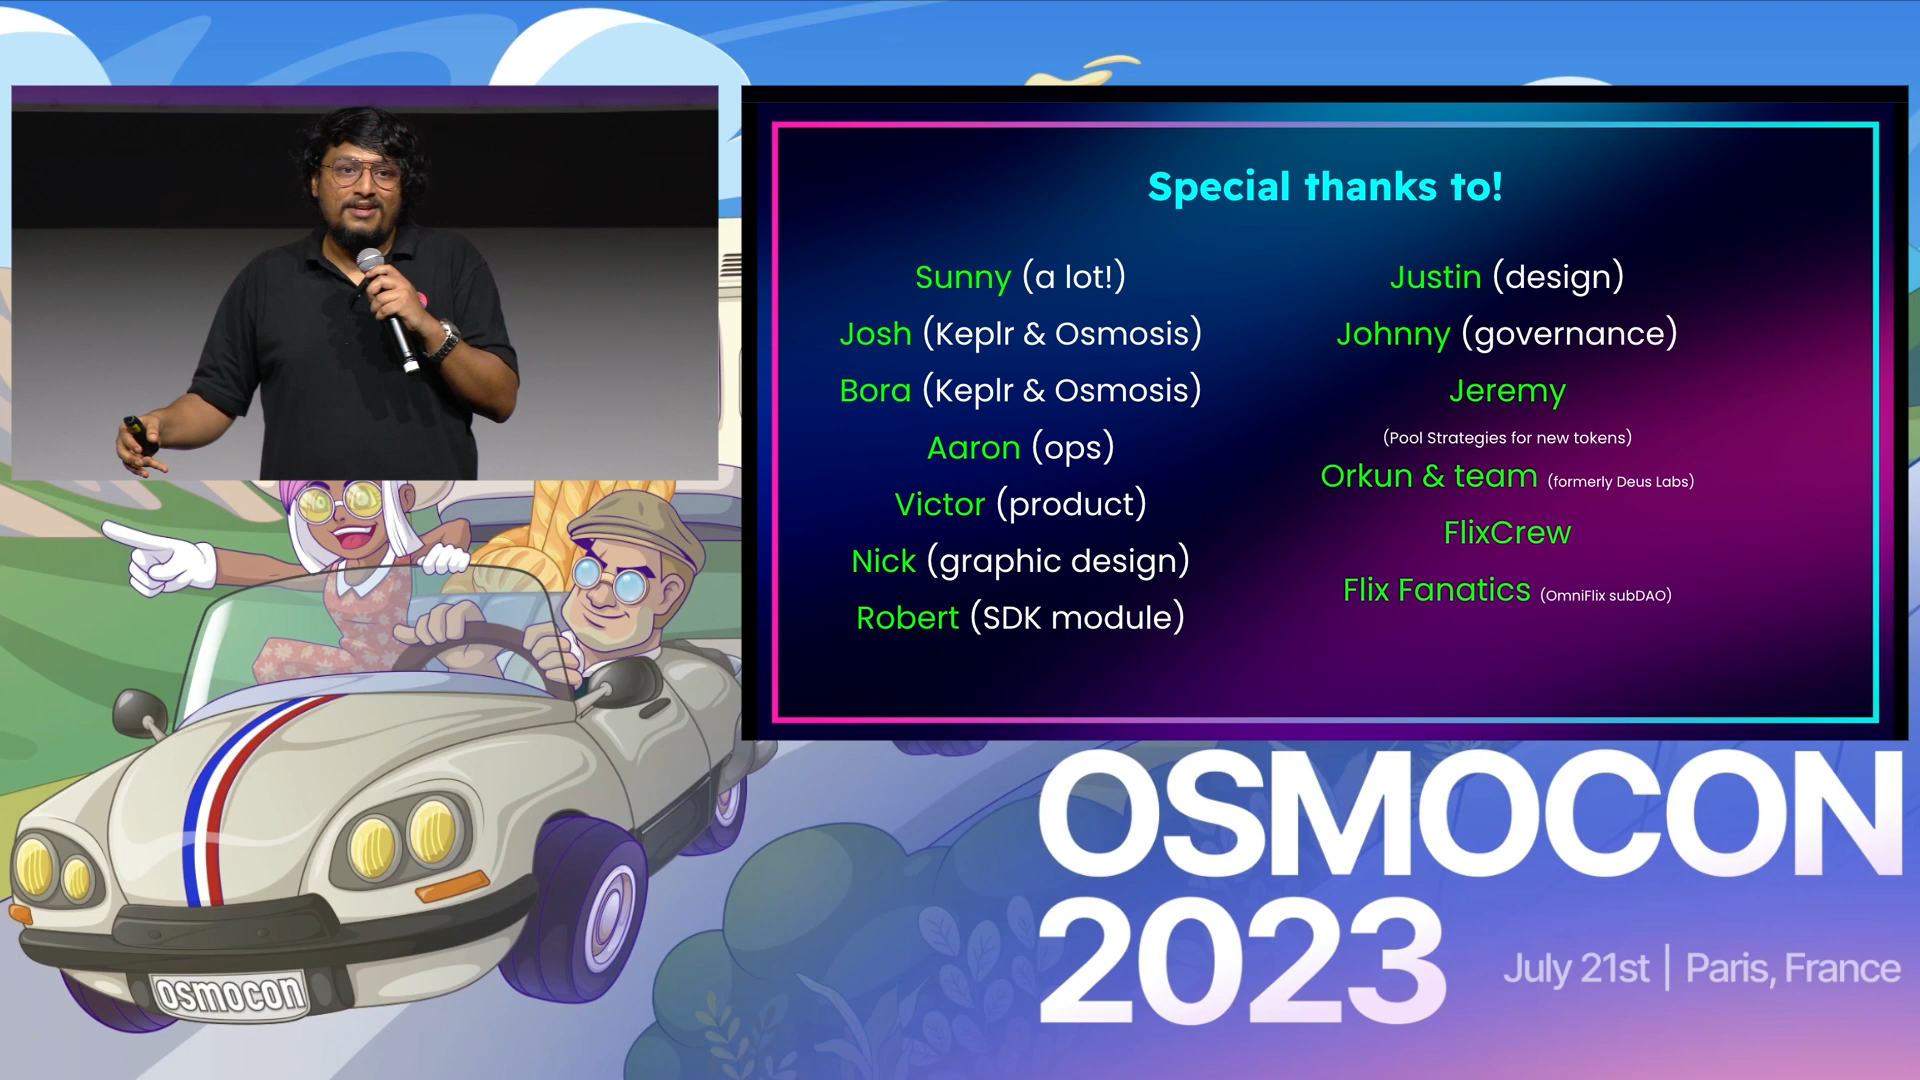 Special thanks to!
Sunny (a lot!)
Josh (Keplr & Osmosis)
Bora (Keplr & Osmosis)
Aaron (ops)
Victor (product)
Nick (graphic design)
Robert (SDK module)
Justin (design)
Johnny (governance)
Jeremy
(Pool Strategies for new tokens)
Orkun & team (formerly Deus Labs)
FlixCrew
Flix Fanatics (OmniFlix subDAO)
osmocon
OSMOCON
2023
July 21st | Paris, France